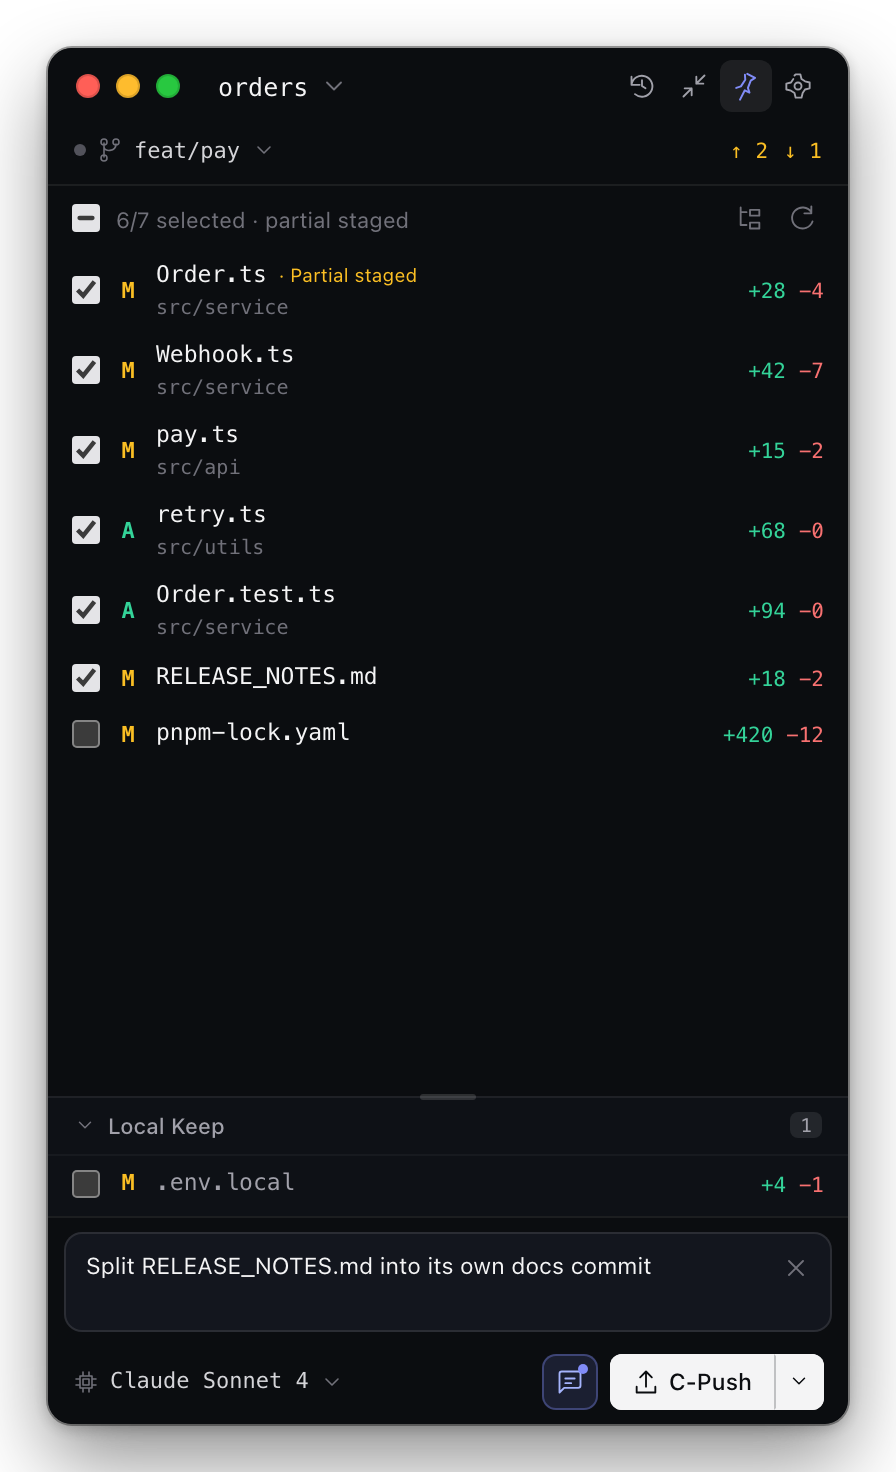 orders
feat/pay
↑ 2 ↓ 1
6/7 selected · partial staged
M Order.ts · Partial staged +28 −4
src/service
M Webhook.ts +42 −7
src/service
M pay.ts +15 −2
src/api
A retry.ts +68 −0
src/utils
A Order.test.ts +94 −0
src/service
M RELEASE_NOTES.md +18 −2
M pnpm-lock.yaml +420 −12
Local Keep 1
M .env.local +4 −1
Split RELEASE_NOTES.md into its own docs commit
Claude Sonnet 4
C-Push